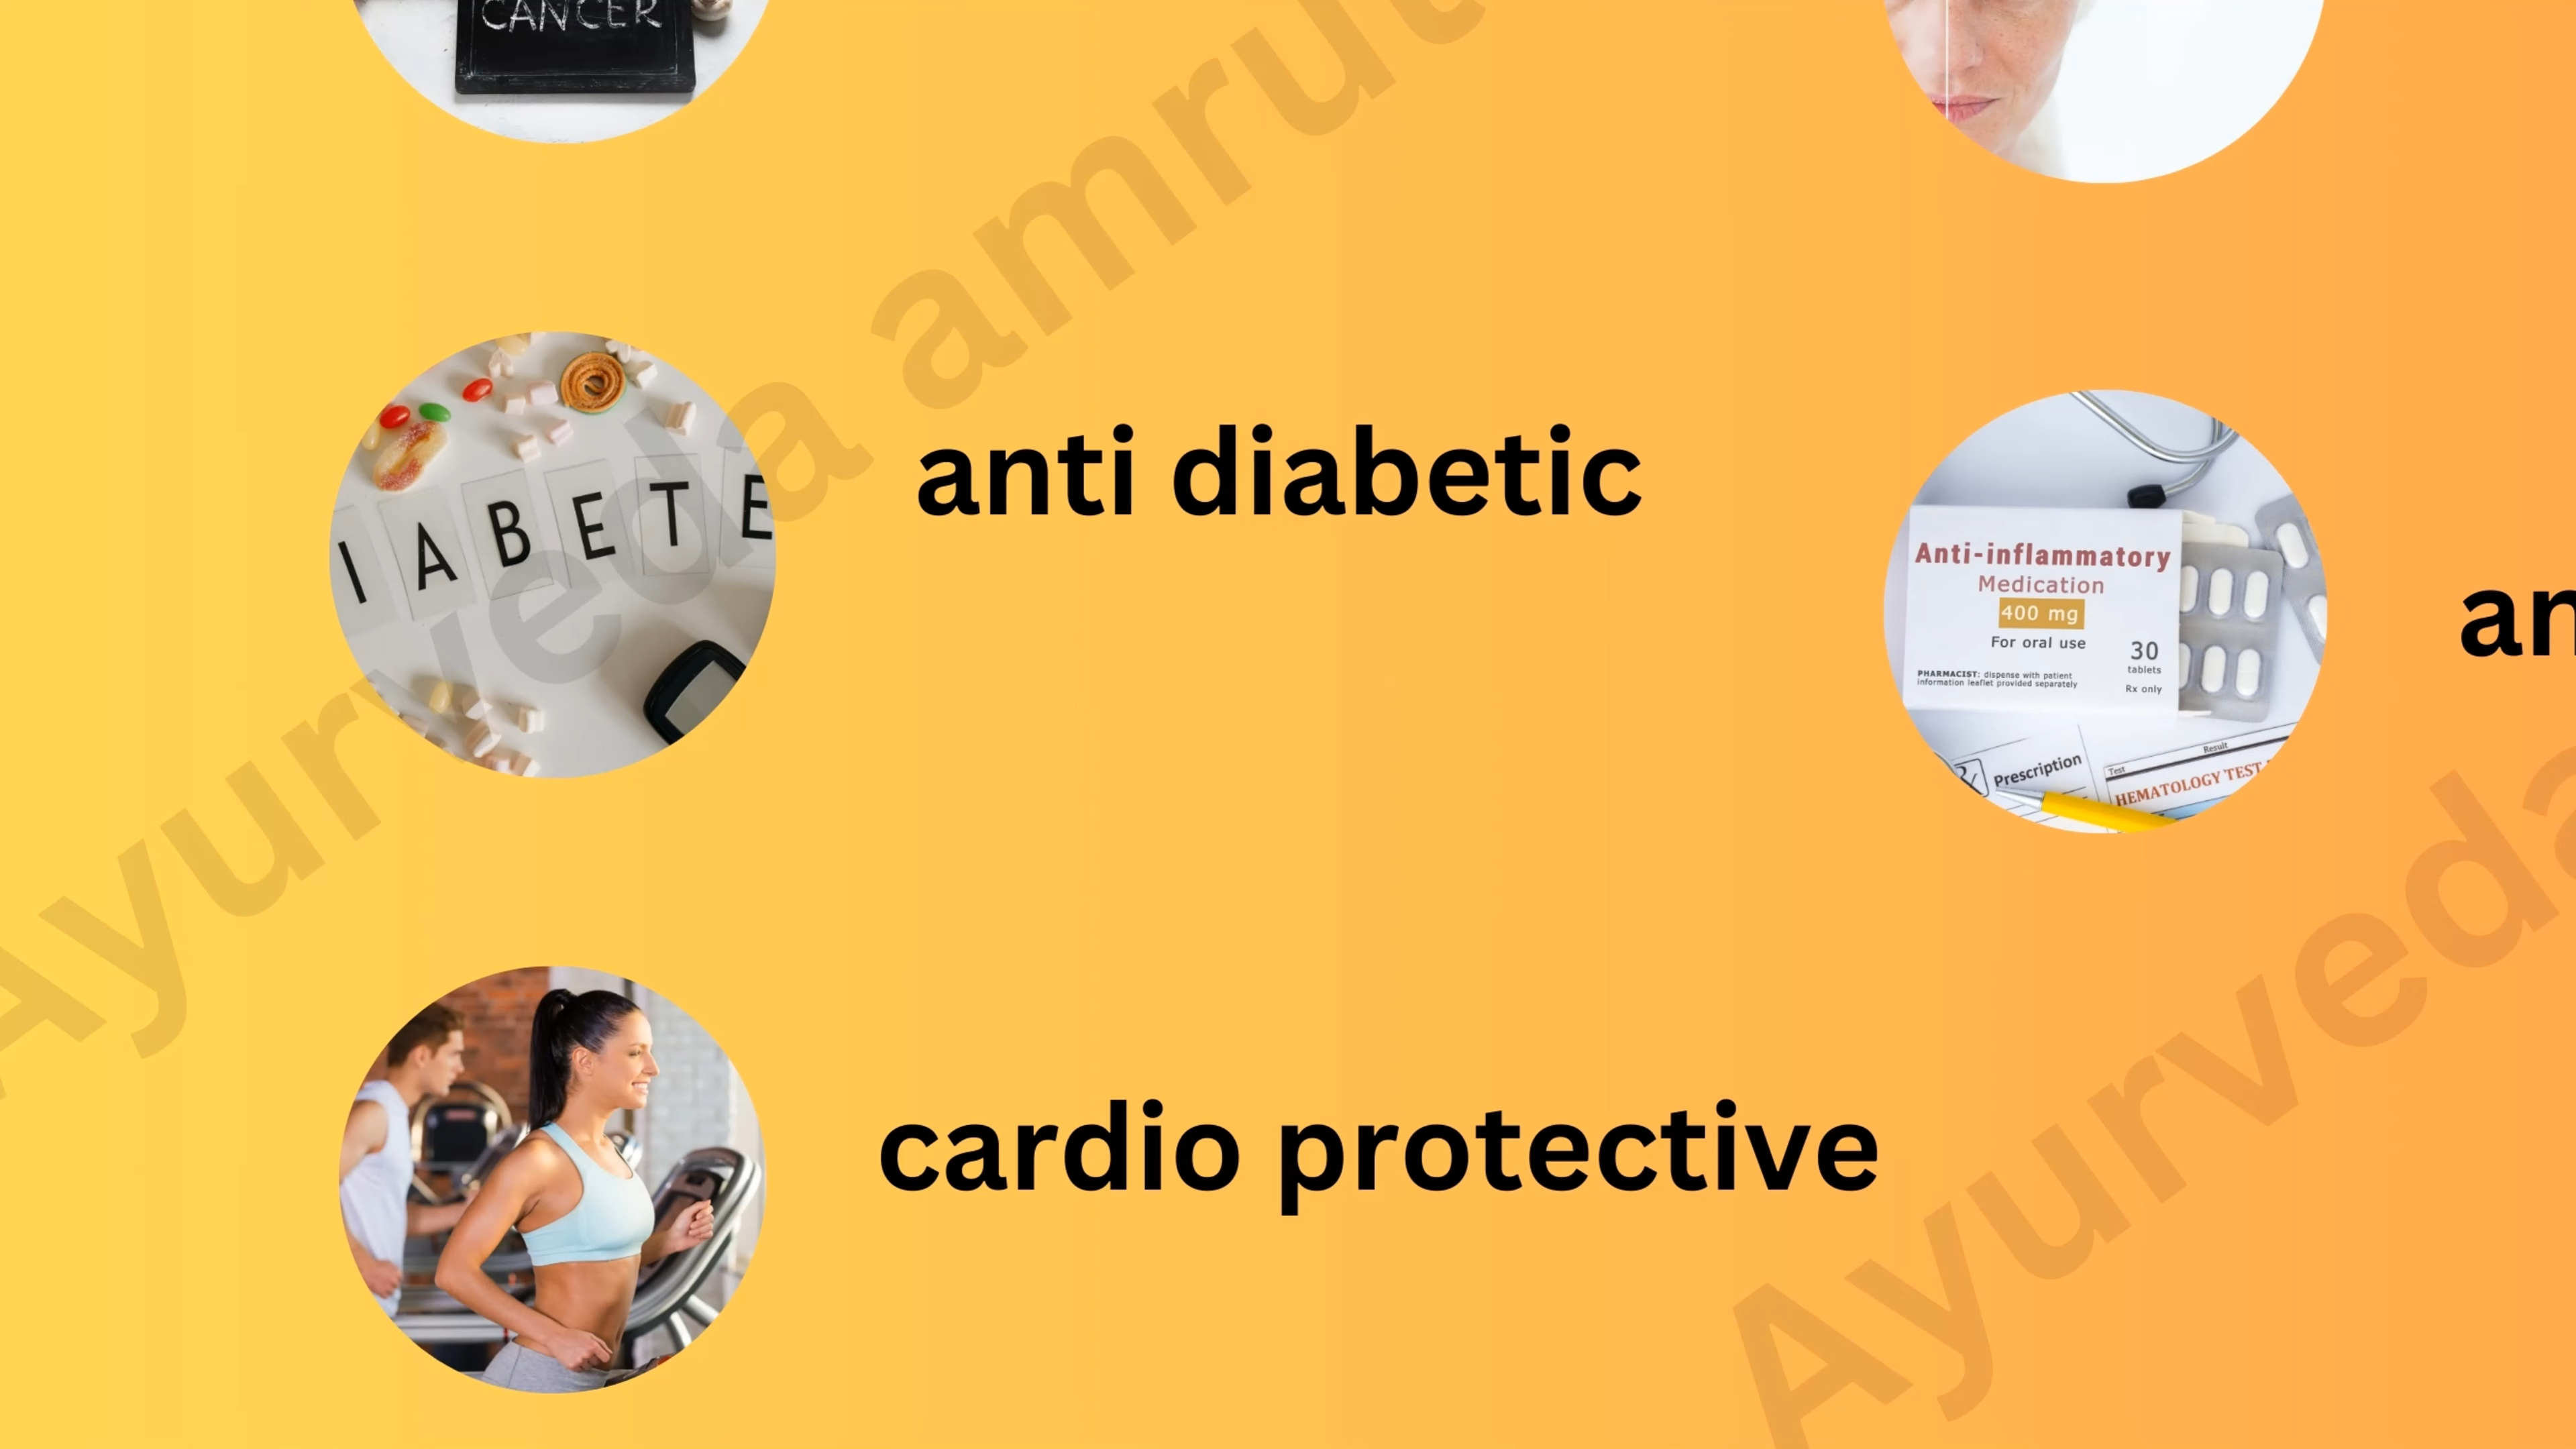 CANCER
Ayurveda amrut
IABETE
anti diabetic
Anti-inflammatory
Medication
400 mg
For oral use
30
tablets
PHARMACIST: dispense with patient
information leaflet provided separately
Rx only
an
Prescription
Test
Result
HEMATOLOGY TEST
cardio protective
Ayurveda